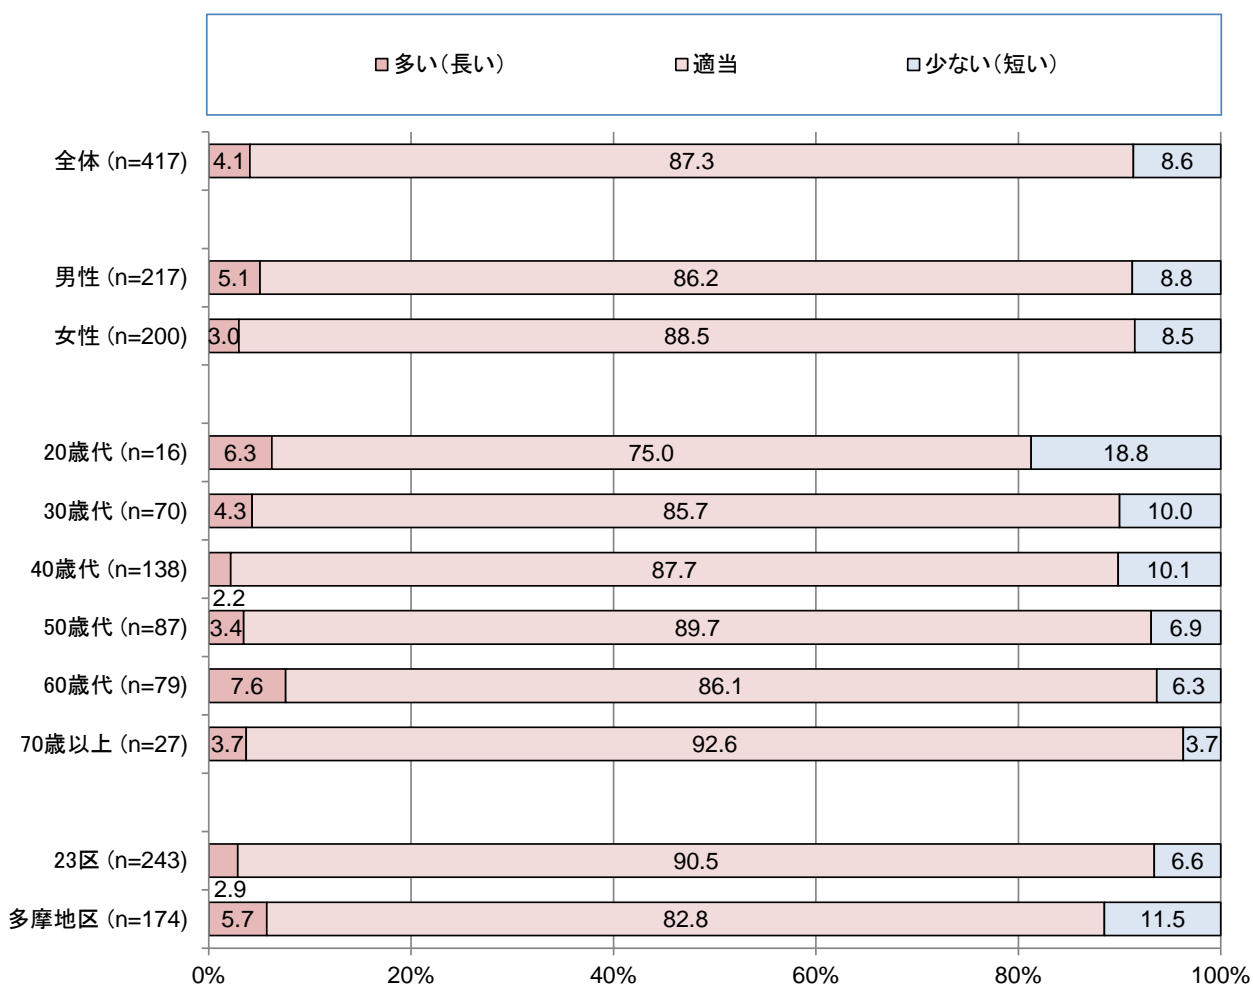 多い（長い） 適当 少ない（短い）
全体 (n=417) 4.1 87.3 8.6
男性 (n=217) 5.1 86.2 8.8
女性 (n=200) 3.0 88.5 8.5
20歳代 (n=16) 6.3 75.0 18.8
30歳代 (n=70) 4.3 85.7 10.0
40歳代 (n=138) 87.7 10.1
2.2
50歳代 (n=87) 3.4 89.7 6.9
60歳代 (n=79) 7.6 86.1 6.3
70歳以上 (n=27) 3.7 92.6 3.7
23区 (n=243) 90.5 6.6
2.9
多摩地区 (n=174) 5.7 82.8 11.5
0% 20% 40% 60% 80% 100%